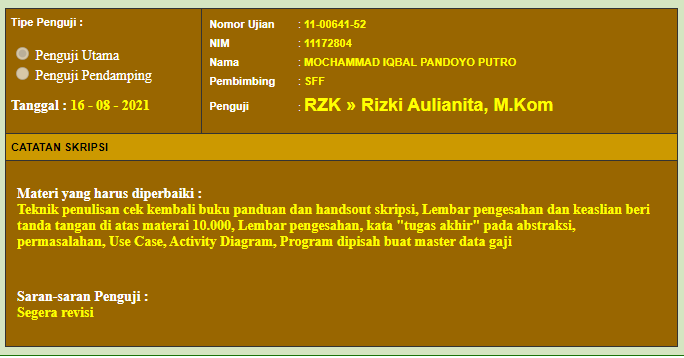 Tipe Penguji :
Penguji Utama
Penguji Pendamping
Tanggal : 16 - 08 - 2021
Nomor Ujian : 11-00641-52
NIM : 11172804
Nama : MOCHAMMAD IQBAL PANDOYO PUTRO
Pembimbing : SFF
Penguji : RZK » Rizki Aulianita, M.Kom
CATATAN SKRIPSI
Materi yang harus diperbaiki :
Teknik penulisan cek kembali buku panduan dan handsout skripsi, Lembar pengesahan dan keaslian beri
tanda tangan di atas materai 10.000, Lembar pengesahan, kata "tugas akhir" pada abstraksi,
permasalahan, Use Case, Activity Diagram, Program dipisah buat master data gaji
Saran-saran Penguji :
Segera revisi